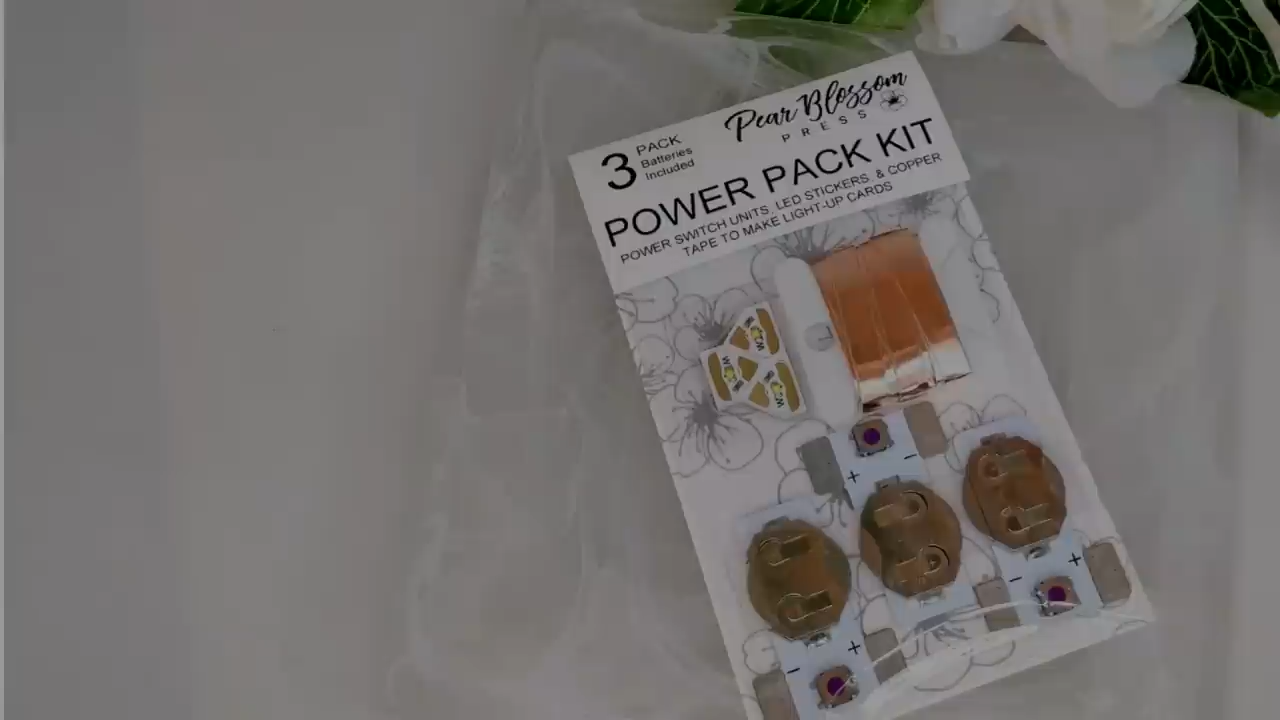 Pear Blossom
PRESS
3 PACK
Batteries
Included
POWER PACK KIT
POWER SWITCH UNITS, LED STICKERS, & COPPER
TAPE TO MAKE LIGHT-UP CARDS
+ −
+ −
+ −